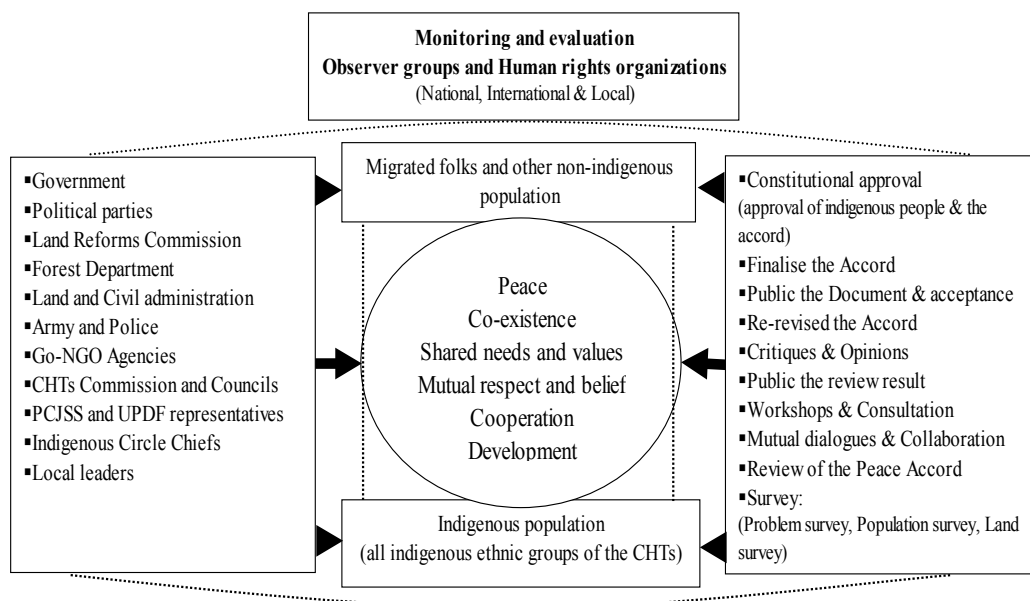 Monitoring and evaluation
Observer groups and Human rights organizations
(National, International & Local)
▪Government
▪Political parties
▪Land Reforms Commission
▪Forest Department
▪Land and Civil administration
▪Army and Police
▪Go-NGO Agencies
▪CHTs Commission and Councils
▪PCJSS and UPDF representatives
▪Indigenous Circle Chiefs
▪Local leaders
Migrated folks and other non-indigenous
population
Peace
Co-existence
Shared needs and values
Mutual respect and belief
Cooperation
Development
Indigenous population
(all indigenous ethnic groups of the CHTs)
▪Constitutional approval
(approval of indigenous people & the
accord)
▪Finalise the Accord
▪Public the Document & acceptance
▪Re-revised the Accord
▪Critiques & Opinions
▪Public the review result
▪Workshops & Consultation
▪Mutual dialogues & Collaboration
▪Review of the Peace Accord
▪Survey:
(Problem survey, Population survey, Land
survey)